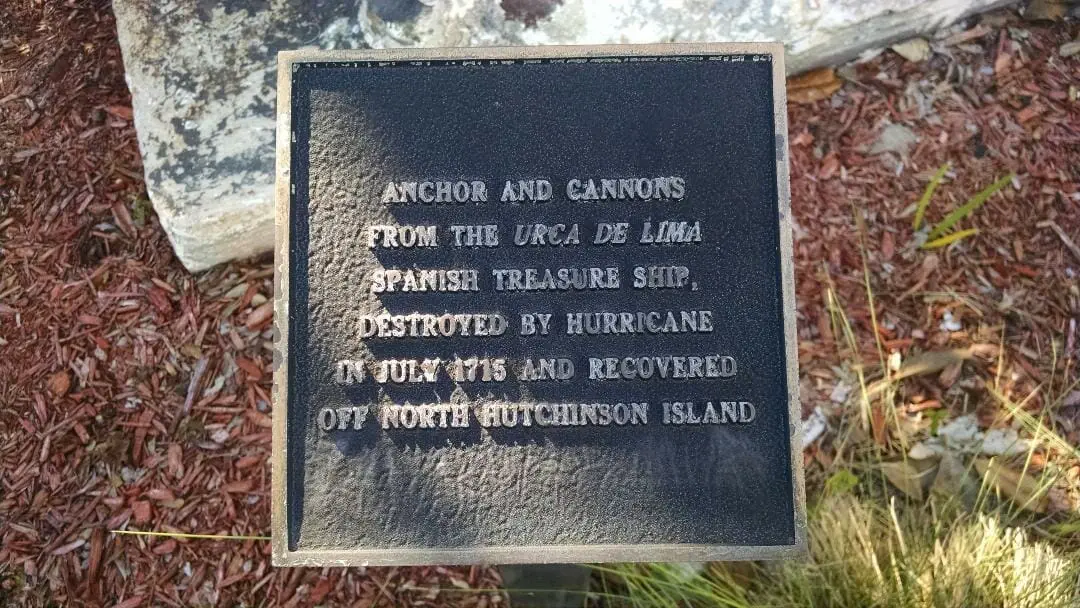 ANCHOR AND CANNONS
FROM THE URCA DE LIMA
SPANISH TREASURE SHIP,
DESTROYED BY HURRICANE
IN JULY 1715 AND RECOVERED
OFF NORTH HUTCHINSON ISLAND